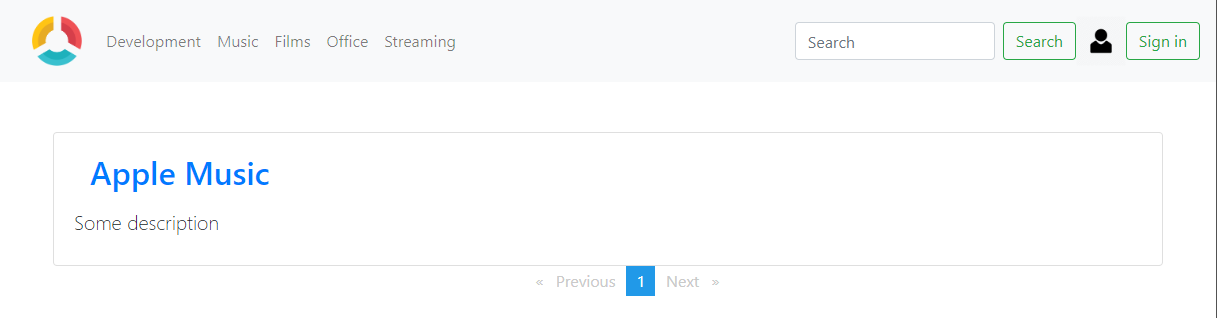 Development Music Films Office Streaming Search Search Sign in
Apple Music
Some description
« Previous 1 Next »